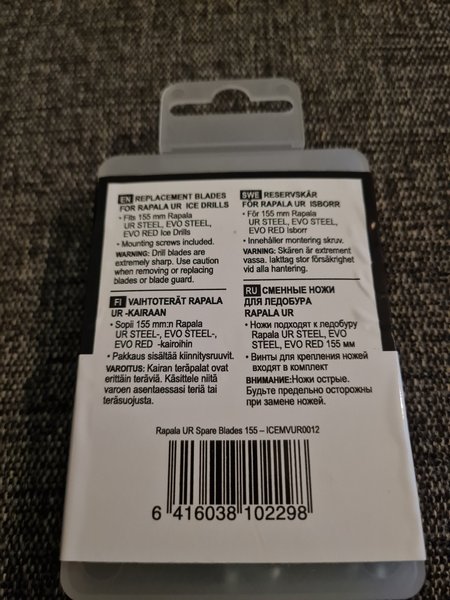 EN REPLACEMENT BLADES
FOR RAPALA UR ICE DRILLS
• Fits 155 mm Rapala
UR STEEL, EVO STEEL,
EVO RED Ice Drills
• Mounting screws included.
WARNING: Drill blades are
extremely sharp. Use caution
when removing or replacing
blades or blade guard.
SWE RESERVSKÄR
FÖR RAPALA UR ISBORR
• För 155 mm Rapala
UR STEEL, EVO STEEL,
EVO RED Isborr
• Innehåller montering skruv.
VARNING: Skären är extremt
vassa. Iakttag stor försiktighet
vid all hantering.
FI VAIHTOTERÄT RAPALA
UR -KAIRAAN
• Sopii 155 mm:n Rapala
UR STEEL-, EVO STEEL-,
EVO RED -kairoihin
• Pakkaus sisältää kiinnitysruuvit.
VAROITUS: Kairan teräpalat ovat
erittäin teräviä. Käsittele niitä
varoen asentaessasi teriä tai
teräsuojusta.
RU СМЕННЫЕ НОЖИ
ДЛЯ ЛЕДОБУРА
RAPALA UR
• Ножи подходят к ледобуру
Rapala UR STEEL, EVO
STEEL, EVO RED 155 мм
• Винты для крепления ножей
входят в комплект
ВНИМАНИЕ:Ножи острые.
Будьте предельно осторожны
при замене ножей.
Rapala UR Spare Blades 155 – ICEMVUR0012
6 416038 102298